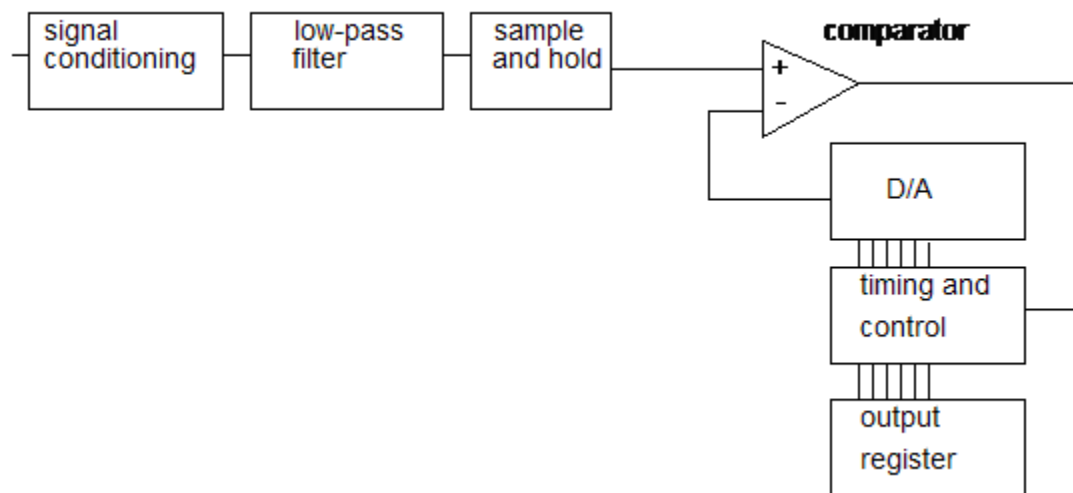 signal
conditioning
low-pass
filter
sample
and hold
comparator
+
-
D/A
timing and
control
output
register